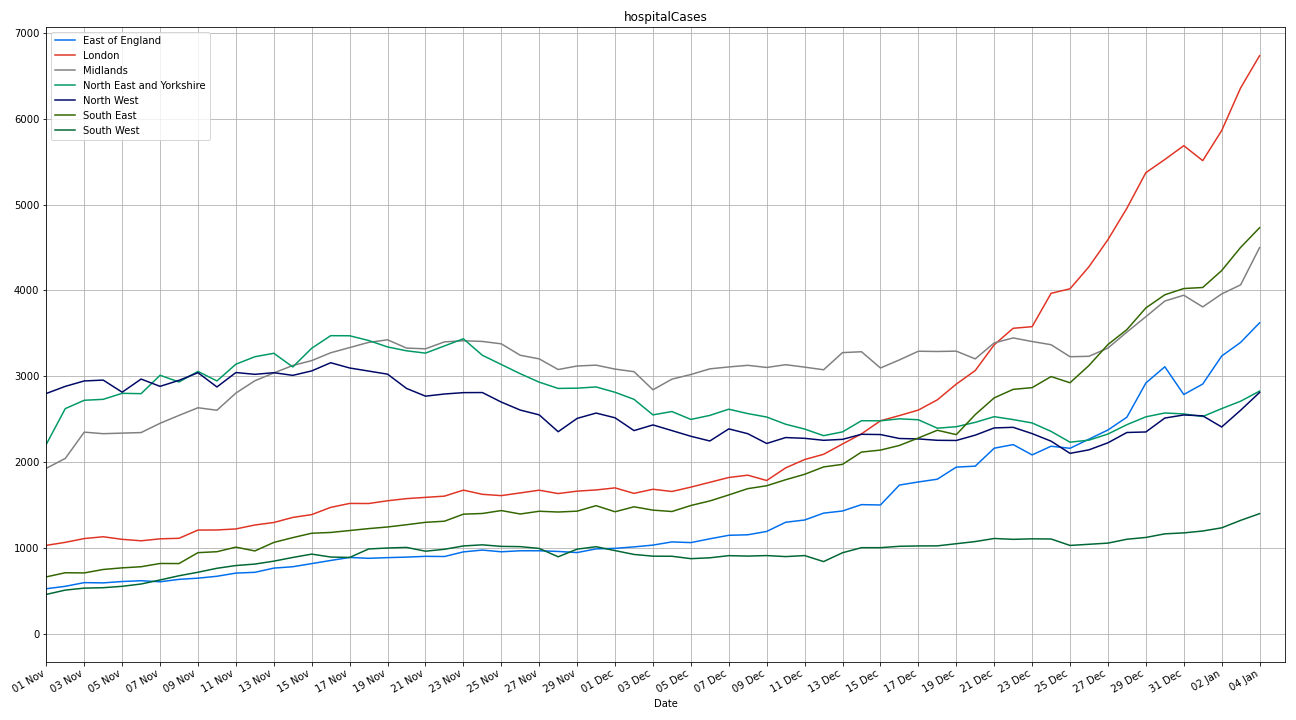 hospitalCases
7000
6000
5000
4000
3000
2000
1000
0
East of England
London
Midlands
North East and Yorkshire
North West
South East
South West
01 Nov 03 Nov 05 Nov 07 Nov 09 Nov 11 Nov 13 Nov 15 Nov 17 Nov 19 Nov 21 Nov 23 Nov 25 Nov 27 Nov 29 Nov 01 Dec 03 Dec 05 Dec 07 Dec 09 Dec 11 Dec 13 Dec 15 Dec 17 Dec 19 Dec 21 Dec 23 Dec 25 Dec 27 Dec 29 Dec 31 Dec 02 Jan 04 Jan
Date